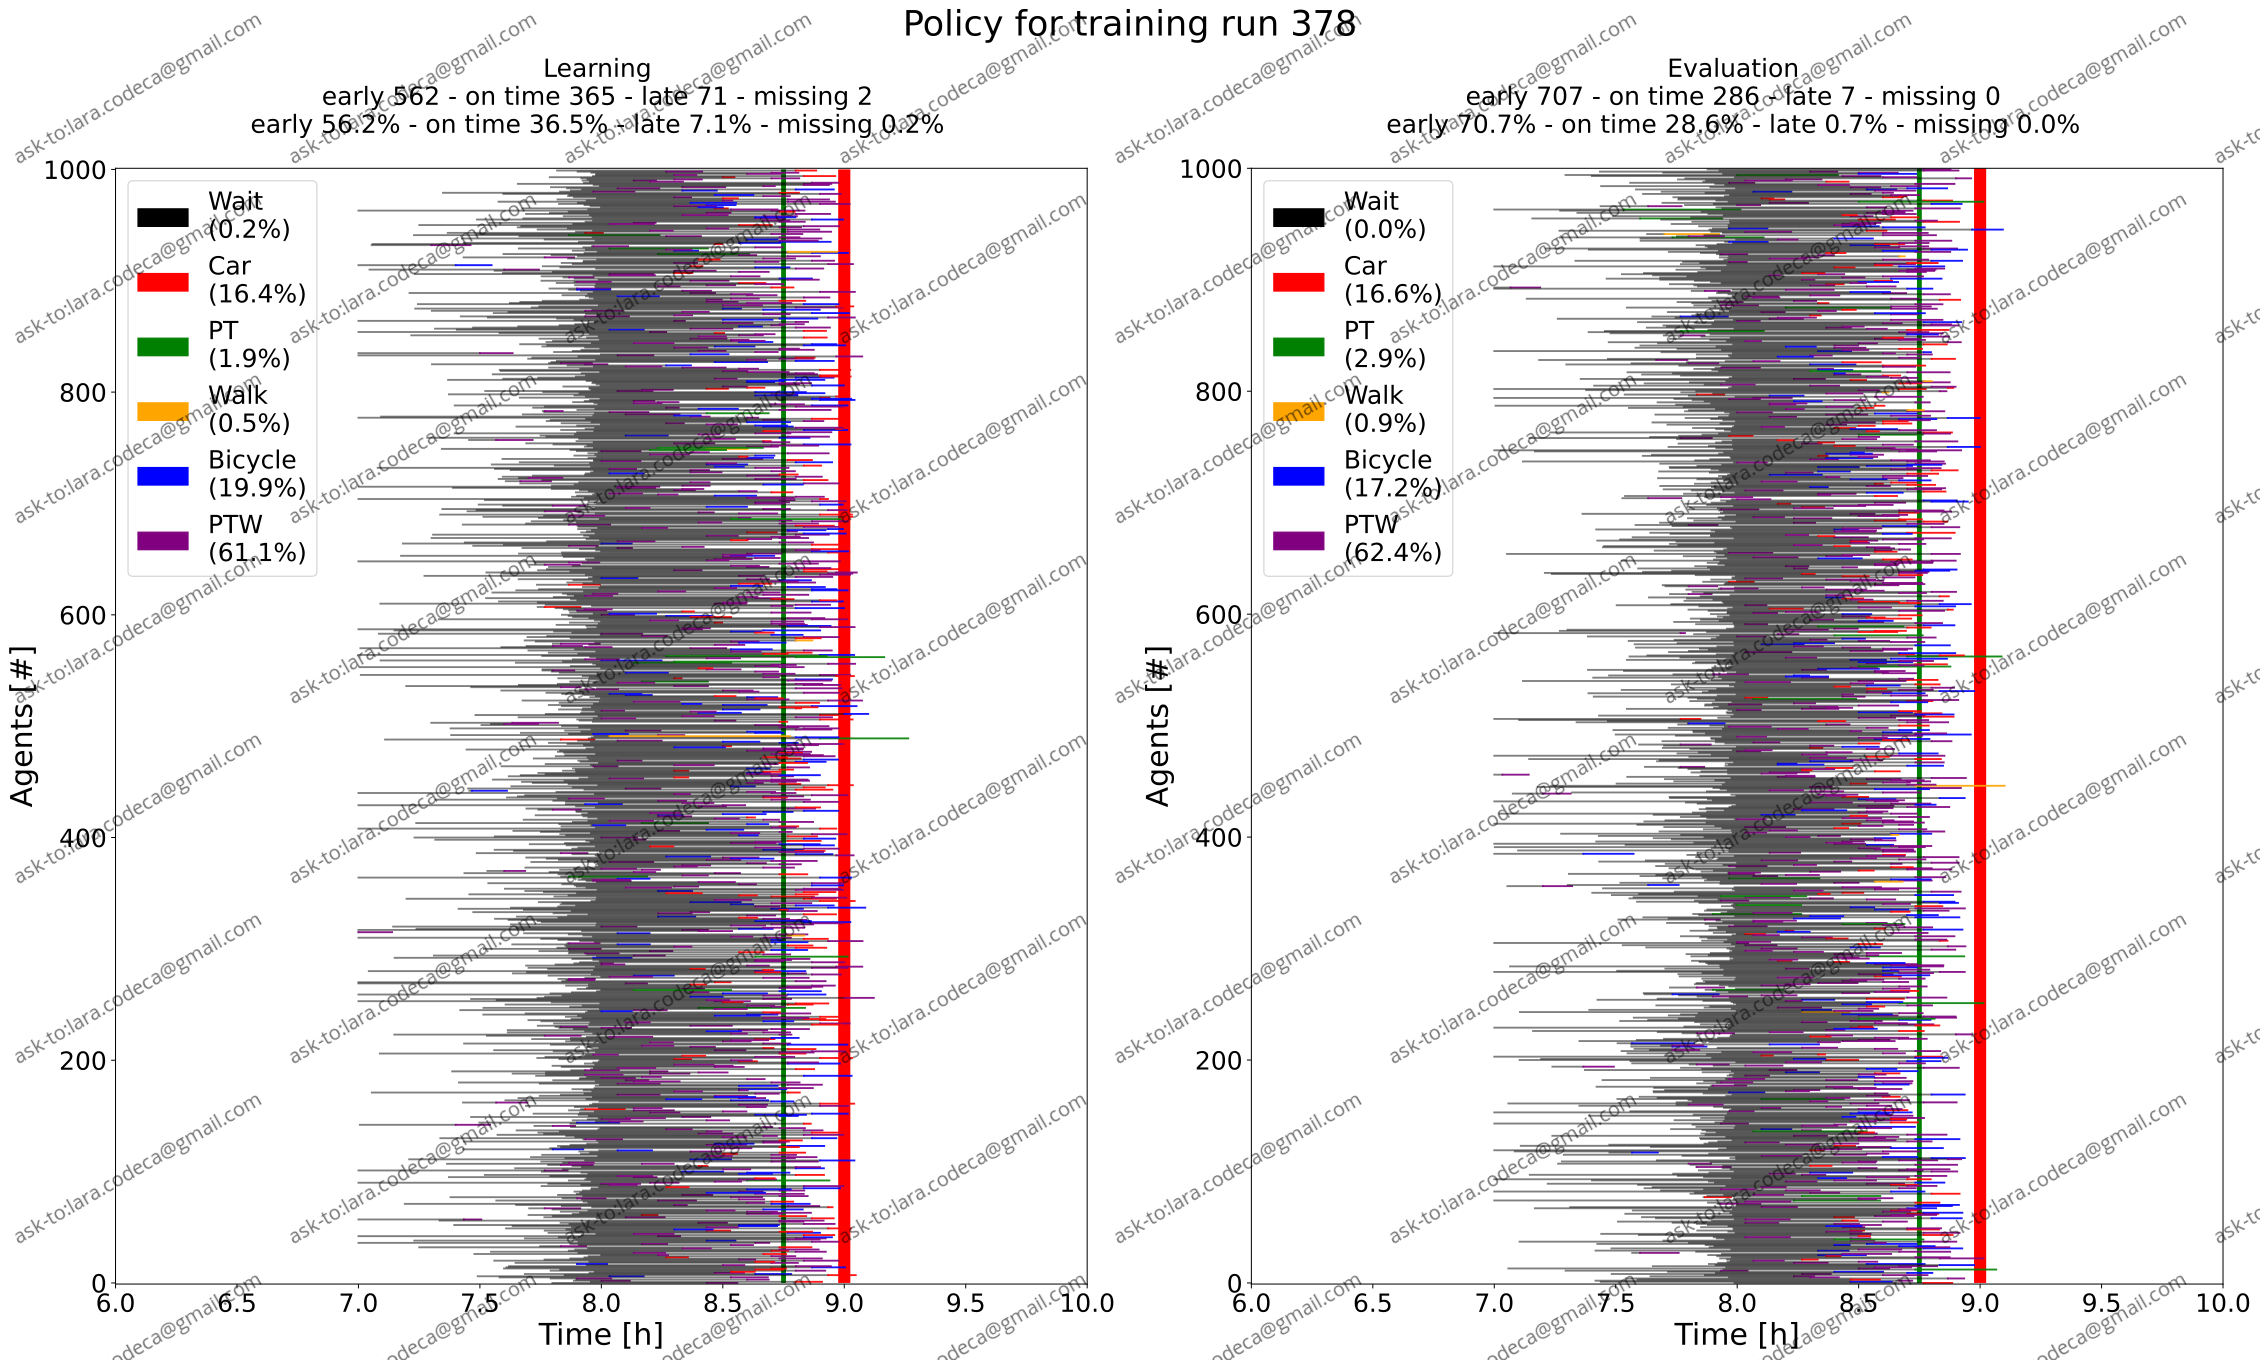 Policy for training run 378
Learning
early 562 - on time 365 - late 71 - missing 2
early 56.2% - on time 36.5% - late 7.1% - missing 0.2%
1000
800
600
400
200
0
Agents [#]
Wait
(0.2%)
Car
(16.4%)
PT
(1.9%)
Walk
(0.5%)
Bicycle
(19.9%)
PTW
(61.1%)
6.0 6.5 7.0 7.5 8.0 8.5 9.0 9.5 10.0
Time [h]
Evaluation
early 707 - on time 286 - late 7 - missing 0
early 70.7% - on time 28.6% - late 0.7% - missing 0.0%
1000
800
600
400
200
0
Agents [#]
Wait
(0.0%)
Car
(16.6%)
PT
(2.9%)
Walk
(0.9%)
Bicycle
(17.2%)
PTW
(62.4%)
6.0 6.5 7.0 7.5 8.0 8.5 9.0 9.5 10.0
Time [h]
ask-to:lara.codeca@gmail.com